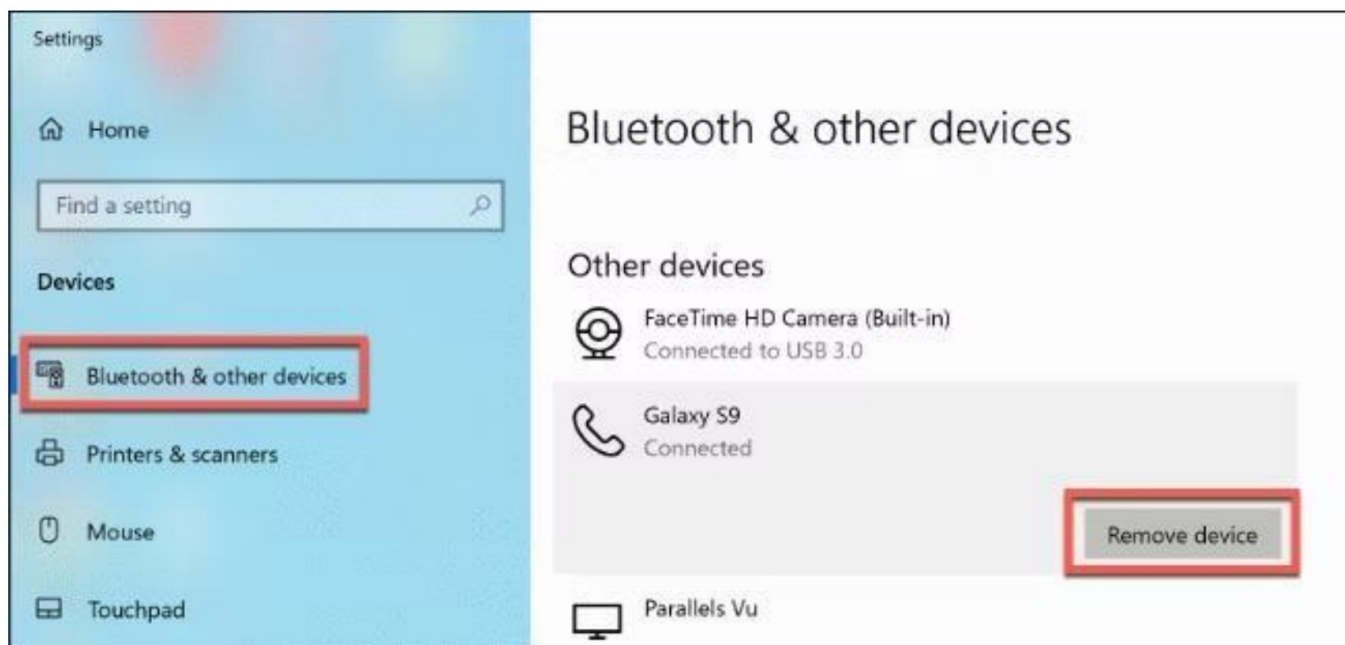 Settings
Home
Find a setting
Devices
Bluetooth & other devices
Printers & scanners
Mouse
Touchpad
Bluetooth & other devices
Other devices
FaceTime HD Camera (Built-in)
Connected to USB 3.0
Galaxy S9
Connected
Remove device
Parallels Vu